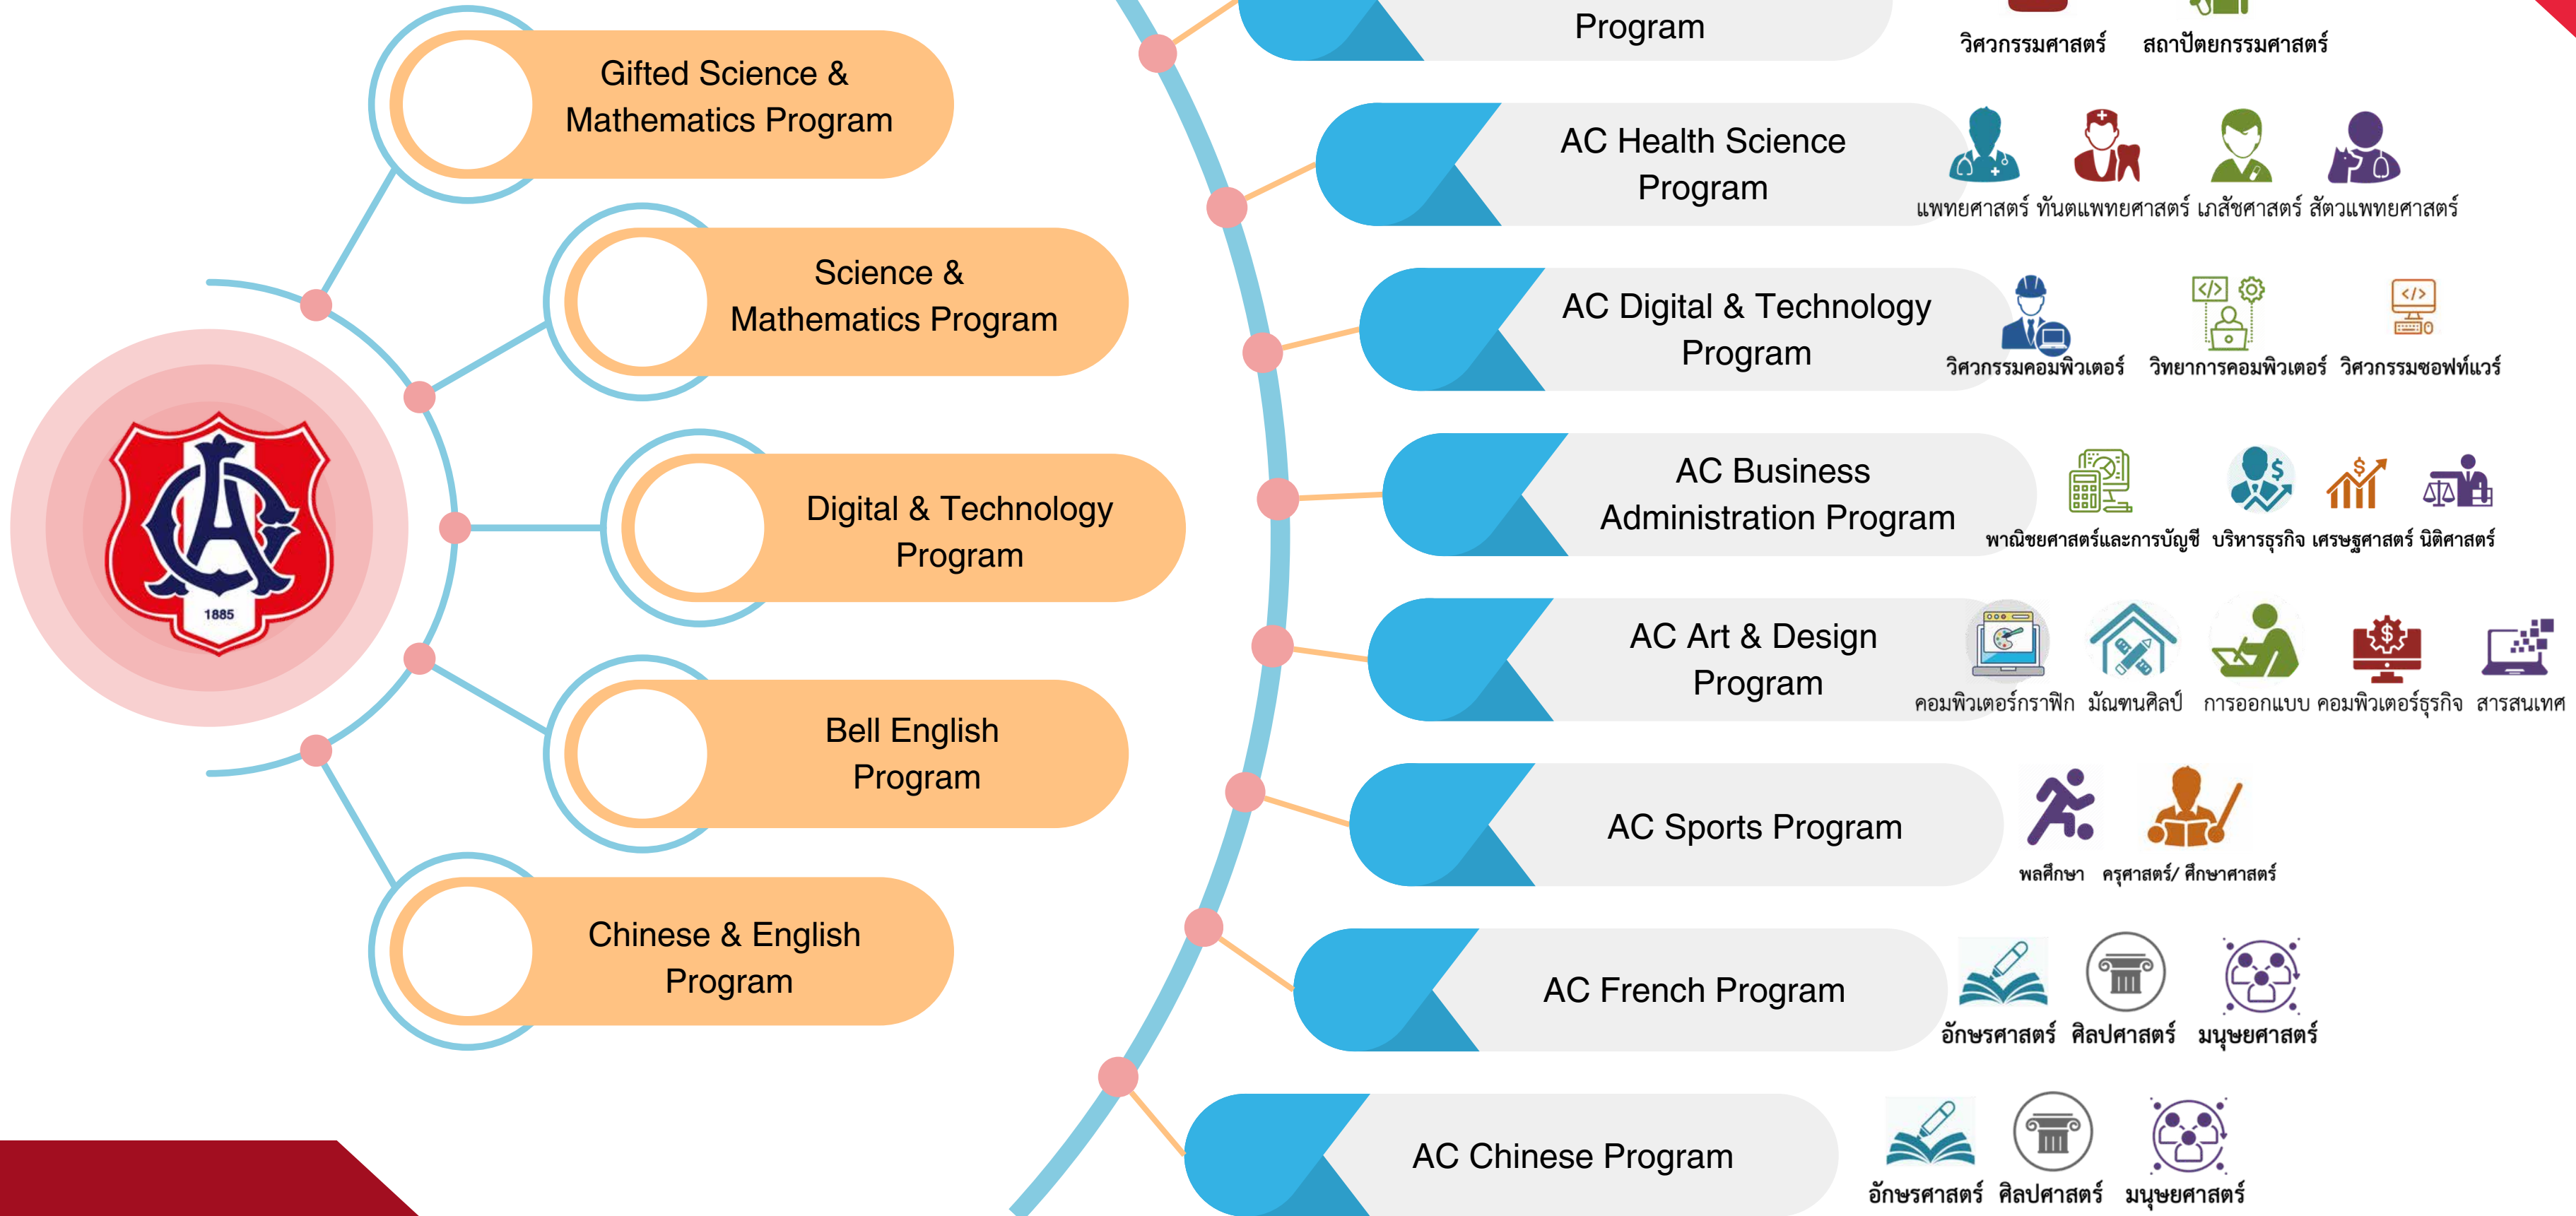 Gifted Science &
Mathematics Program
Science &
Mathematics Program
Digital & Technology
Program
Bell English
Program
Chinese & English
Program
1885
Program
วิศวกรรมศาสตร์ สถาปัตยกรรมศาสตร์
AC Health Science
Program
แพทยศาสตร์ ทันตแพทยศาสตร์ เภสัชศาสตร์ สัตวแพทยศาสตร์
AC Digital & Technology
Program
วิศวกรรมคอมพิวเตอร์ วิทยาการคอมพิวเตอร์ วิศวกรรมซอฟท์แวร์
AC Business
Administration Program
พาณิชยศาสตร์และการบัญชี บริหารธุรกิจ เศรษฐศาสตร์ นิติศาสตร์
AC Art & Design
Program
คอมพิวเตอร์กราฟิก มัณฑนศิลป์ การออกแบบ คอมพิวเตอร์ธุรกิจ สารสนเทศ
AC Sports Program
พลศึกษา ครุศาสตร์/ ศึกษาศาสตร์
AC French Program
อักษรศาสตร์ ศิลปศาสตร์ มนุษยศาสตร์
AC Chinese Program
อักษรศาสตร์ ศิลปศาสตร์ มนุษยศาสตร์